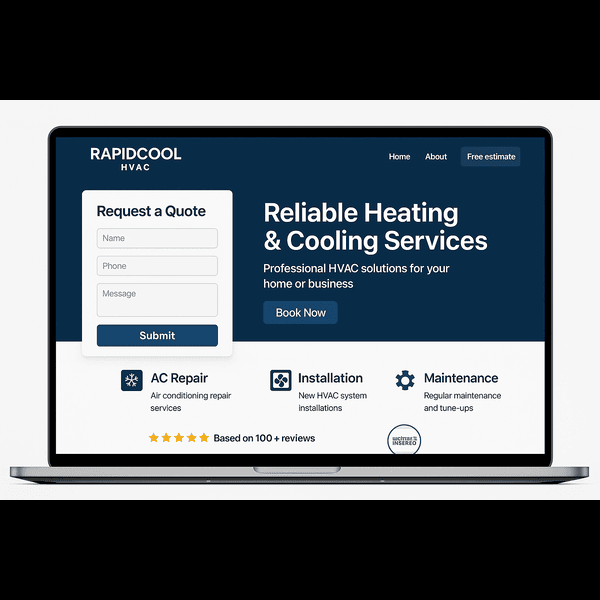 RAPIDCOOL
HVAC
Home About Free estimate
Request a Quote
Name
Phone
Message
Submit
Reliable Heating
& Cooling Services
Professional HVAC solutions for your
home or business
Book Now
AC Repair
Air conditioning repair
services
Installation
New HVAC system
installations
Maintenance
Regular maintenance
and tune-ups
Based on 100+ reviews
INSEREO